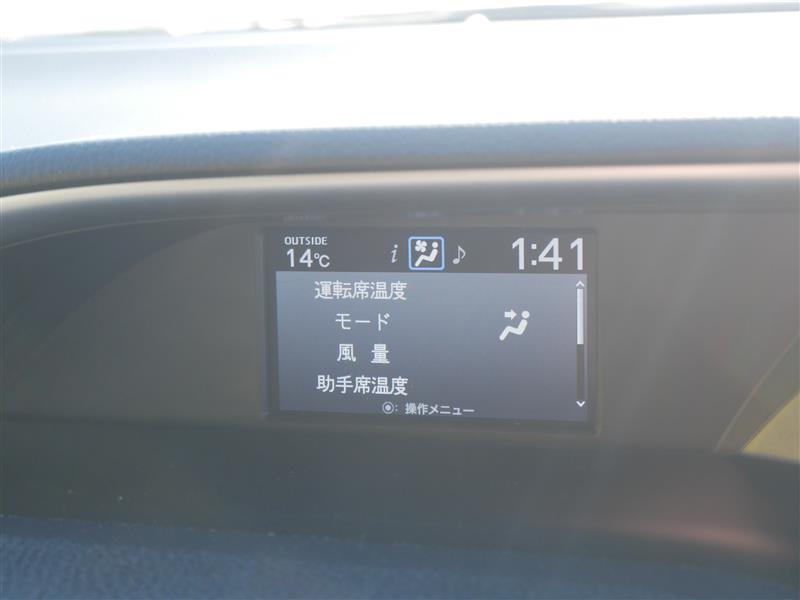 OUTSIDE
14℃ i ♪ 1:41
運転席温度
モード
風 量
助手席温度
◉: 操作メニュー